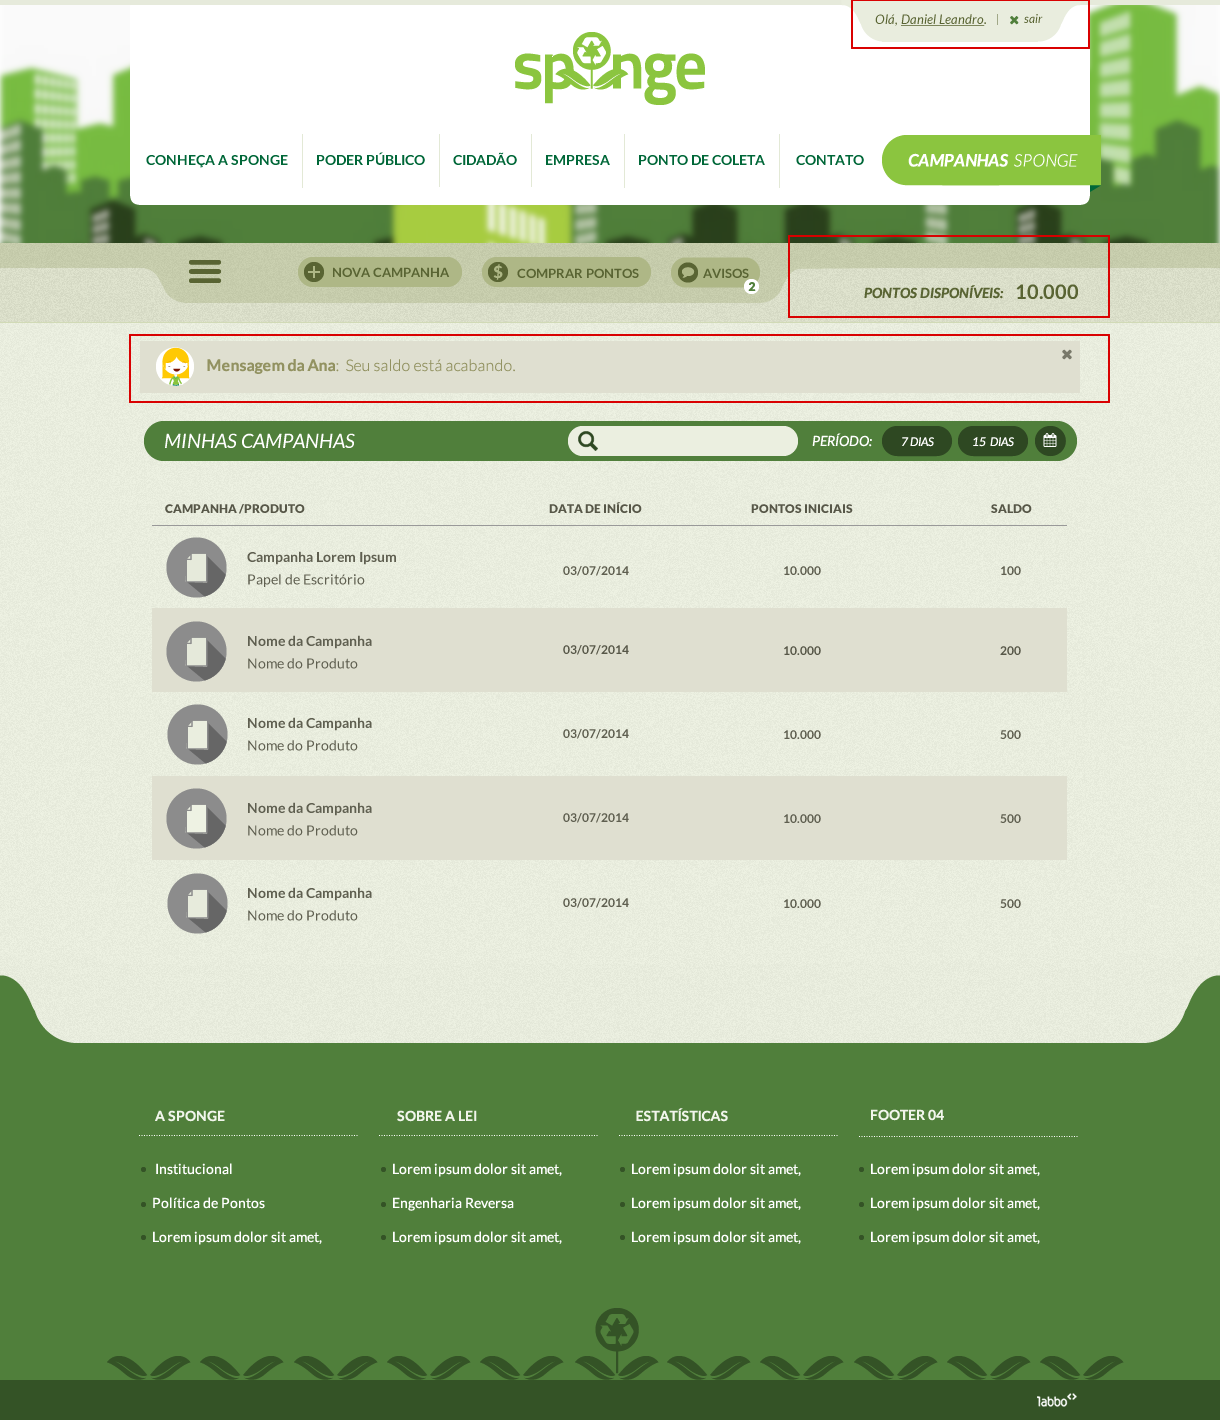 Olá, Daniel Leandro. | ✖ sair
sponge
CONHEÇA A SPONGE PODER PÚBLICO CIDADÃO EMPRESA PONTO DE COLETA CONTATO CAMPANHAS SPONGE
NOVA CAMPANHA $ COMPRAR PONTOS AVISOS 2
PONTOS DISPONÍVEIS: 10.000
Mensagem da Ana: Seu saldo está acabando.
MINHAS CAMPANHAS PERÍODO: 7 DIAS 15 DIAS
CAMPANHA /PRODUTO DATA DE INÍCIO PONTOS INICIAIS SALDO
Campanha Lorem Ipsum
Papel de Escritório
03/07/2014 10.000 100
Nome da Campanha
Nome do Produto
03/07/2014 10.000 200
Nome da Campanha
Nome do Produto
03/07/2014 10.000 500
Nome da Campanha
Nome do Produto
03/07/2014 10.000 500
Nome da Campanha
Nome do Produto
03/07/2014 10.000 500
A SPONGE
Institucional
Política de Pontos
Lorem ipsum dolor sit amet,
SOBRE A LEI
Lorem ipsum dolor sit amet,
Engenharia Reversa
Lorem ipsum dolor sit amet,
ESTATÍSTICAS
Lorem ipsum dolor sit amet,
Lorem ipsum dolor sit amet,
Lorem ipsum dolor sit amet,
FOOTER 04
Lorem ipsum dolor sit amet,
Lorem ipsum dolor sit amet,
Lorem ipsum dolor sit amet,
1abbo<>